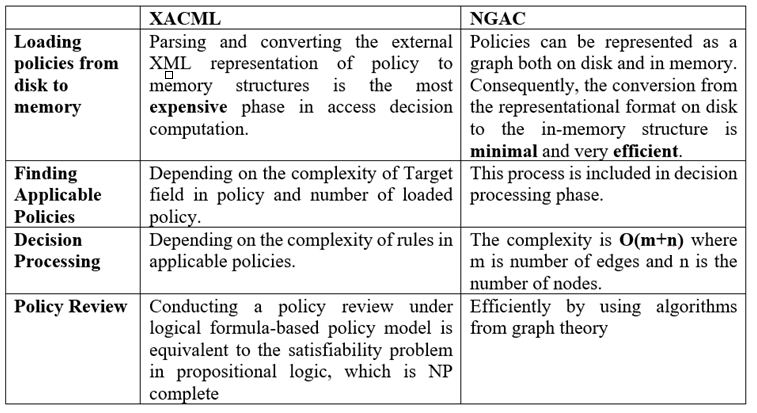 XACML
NGAC
Loading
policies from
disk to
memory
Parsing and converting the external
XML representation of policy to
memory structures is the most
expensive phase in access decision
computation.
Policies can be represented as a
graph both on disk and in memory.
Consequently, the conversion from
the representational format on disk
to the in-memory structure is
minimal and very efficient.
Finding
Applicable
Policies
Depending on the complexity of Target
field in policy and number of loaded
policy.
This process is included in decision
processing phase.
Decision
Processing
Depending on the complexity of rules in
applicable policies.
The complexity is O(m+n) where
m is number of edges and n is the
number of nodes.
Policy Review
Conducting a policy review under
logical formula-based policy model is
equivalent to the satisfiability problem
in propositional logic, which is NP
complete
Efficiently by using algorithms
from graph theory